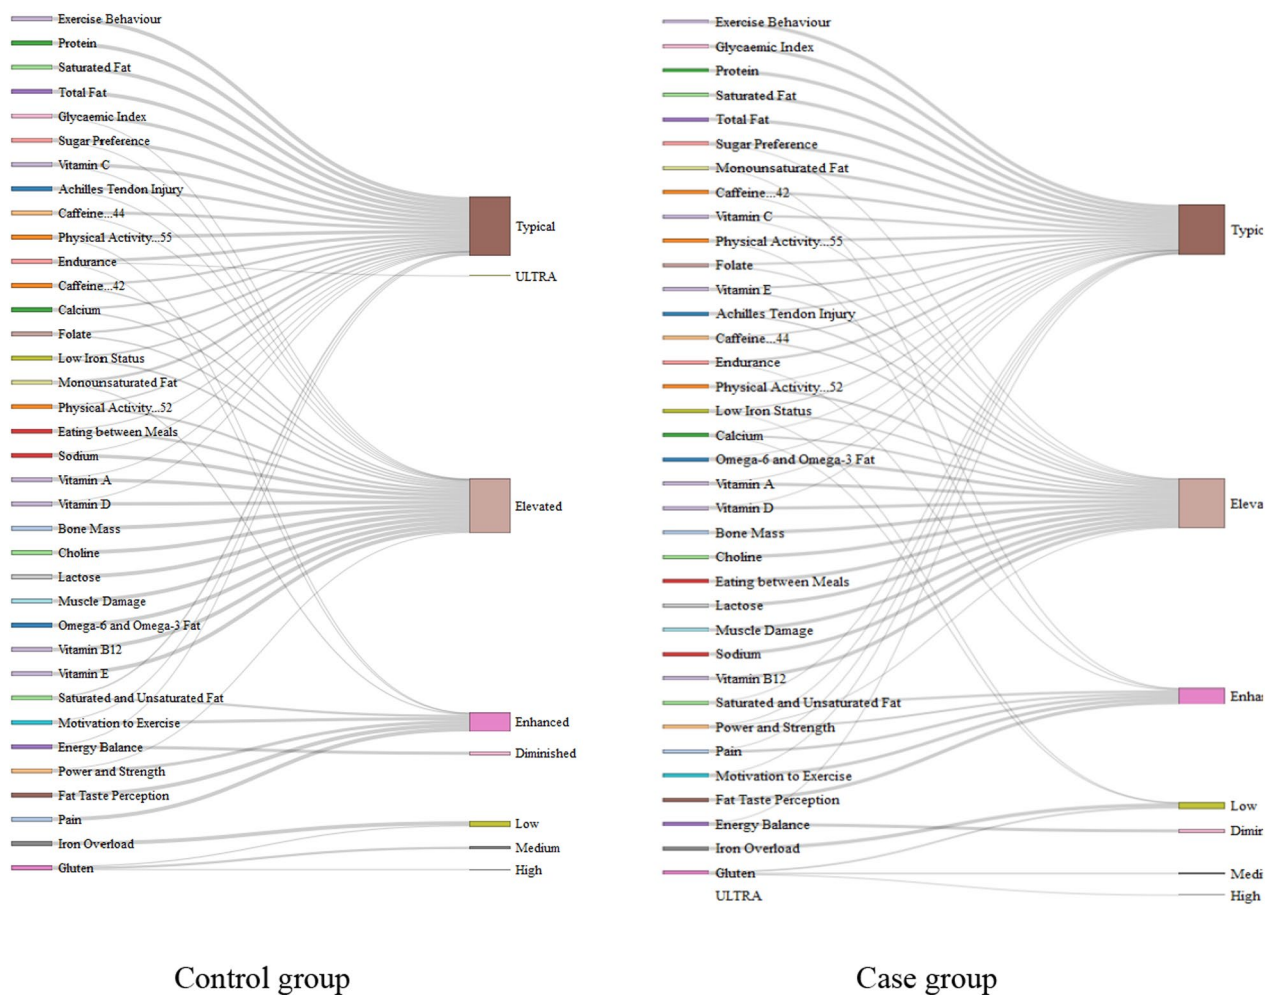 Exercise Behaviour
Protein
Saturated Fat
Total Fat
Glycaemic Index
Sugar Preference
Vitamin C
Achilles Tendon Injury
Caffeine...44
Physical Activity...55
Endurance
Caffeine...42
Calcium
Folate
Low Iron Status
Monounsaturated Fat
Physical Activity...52
Eating between Meals
Sodium
Vitamin A
Vitamin D
Bone Mass
Choline
Lactose
Muscle Damage
Omega-6 and Omega-3 Fat
Vitamin B12
Vitamin E
Saturated and Unsaturated Fat
Motivation to Exercise
Energy Balance
Power and Strength
Fat Taste Perception
Pain
Iron Overload
Gluten
Typical
ULTRA
Elevated
Enhanced
Diminished
Low
Medium
High
Control group
Exercise Behaviour
Glycaemic Index
Protein
Saturated Fat
Total Fat
Sugar Preference
Monounsaturated Fat
Caffeine...42
Vitamin C
Physical Activity...55
Folate
Vitamin E
Achilles Tendon Injury
Caffeine...44
Endurance
Physical Activity...52
Low Iron Status
Calcium
Omega-6 and Omega-3 Fat
Vitamin A
Vitamin D
Bone Mass
Choline
Eating between Meals
Lactose
Muscle Damage
Sodium
Vitamin B12
Saturated and Unsaturated Fat
Power and Strength
Pain
Motivation to Exercise
Fat Taste Perception
Energy Balance
Iron Overload
Gluten
ULTRA
Typic
Eleva
Enha
Low
Dimin
Medi
High
Case group